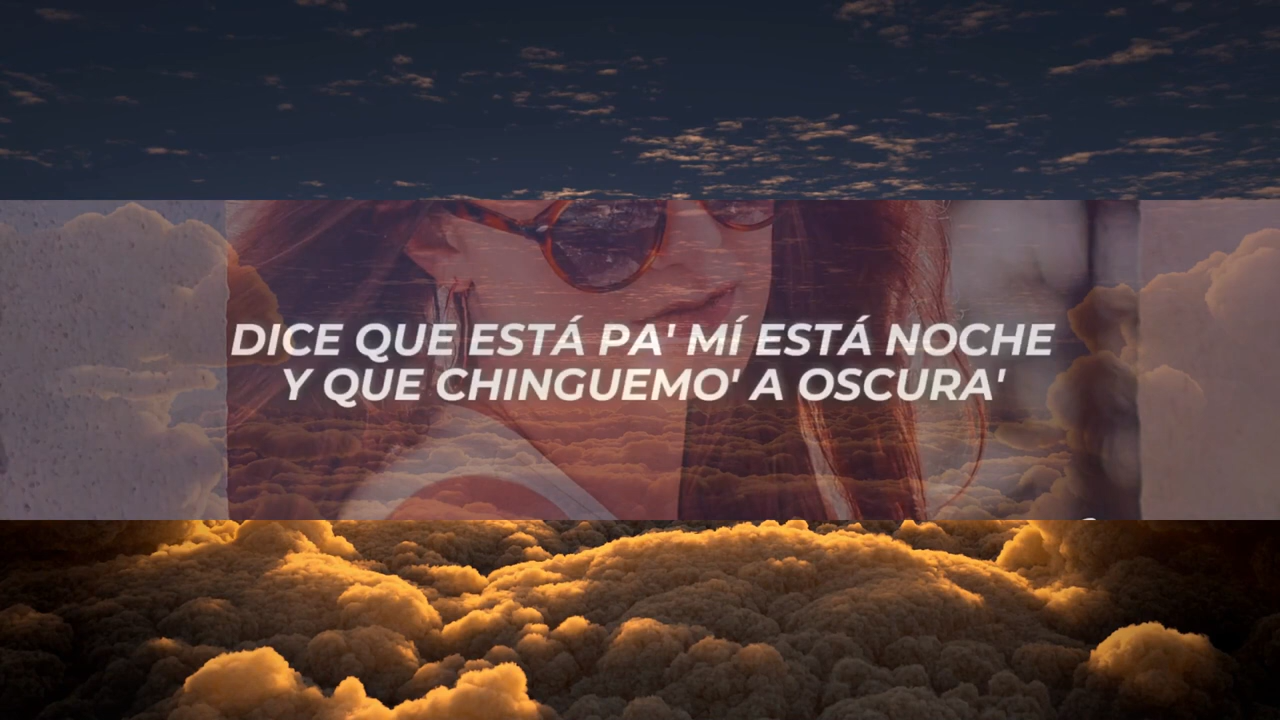 DICE QUE ESTÁ PA' MÍ ESTÁ NOCHE
Y QUE CHINGUEMO' A OSCURA'